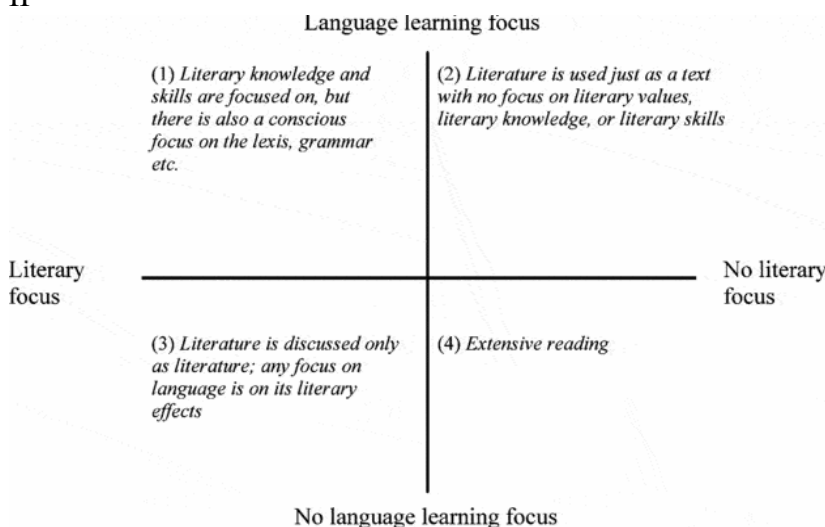 Language learning focus
(1) Literary knowledge and
skills are focused on, but
there is also a conscious
focus on the lexis, grammar
etc.
(2) Literature is used just as a text
with no focus on literary values,
literary knowledge, or literary skills
Literary
focus
No literary
focus
(3) Literature is discussed only
as literature; any focus on
language is on its literary
effects
(4) Extensive reading
No language learning focus